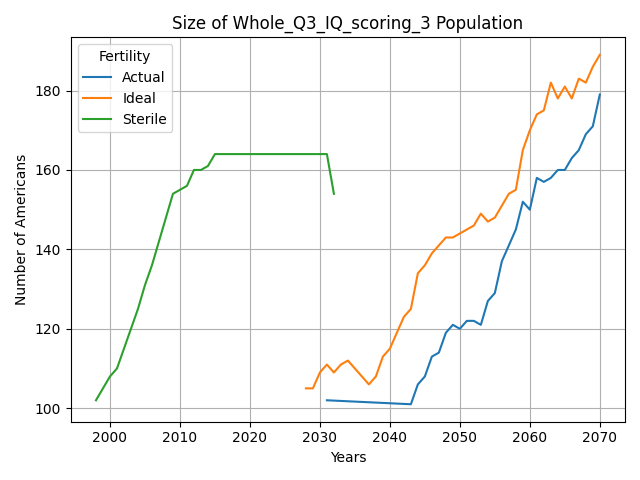 Size of Whole_Q3_IQ_scoring_3 Population
Fertility
Actual
Ideal
Sterile
Number of Americans
180
160
140
120
100
2000 2010 2020 2030 2040 2050 2060 2070
Years